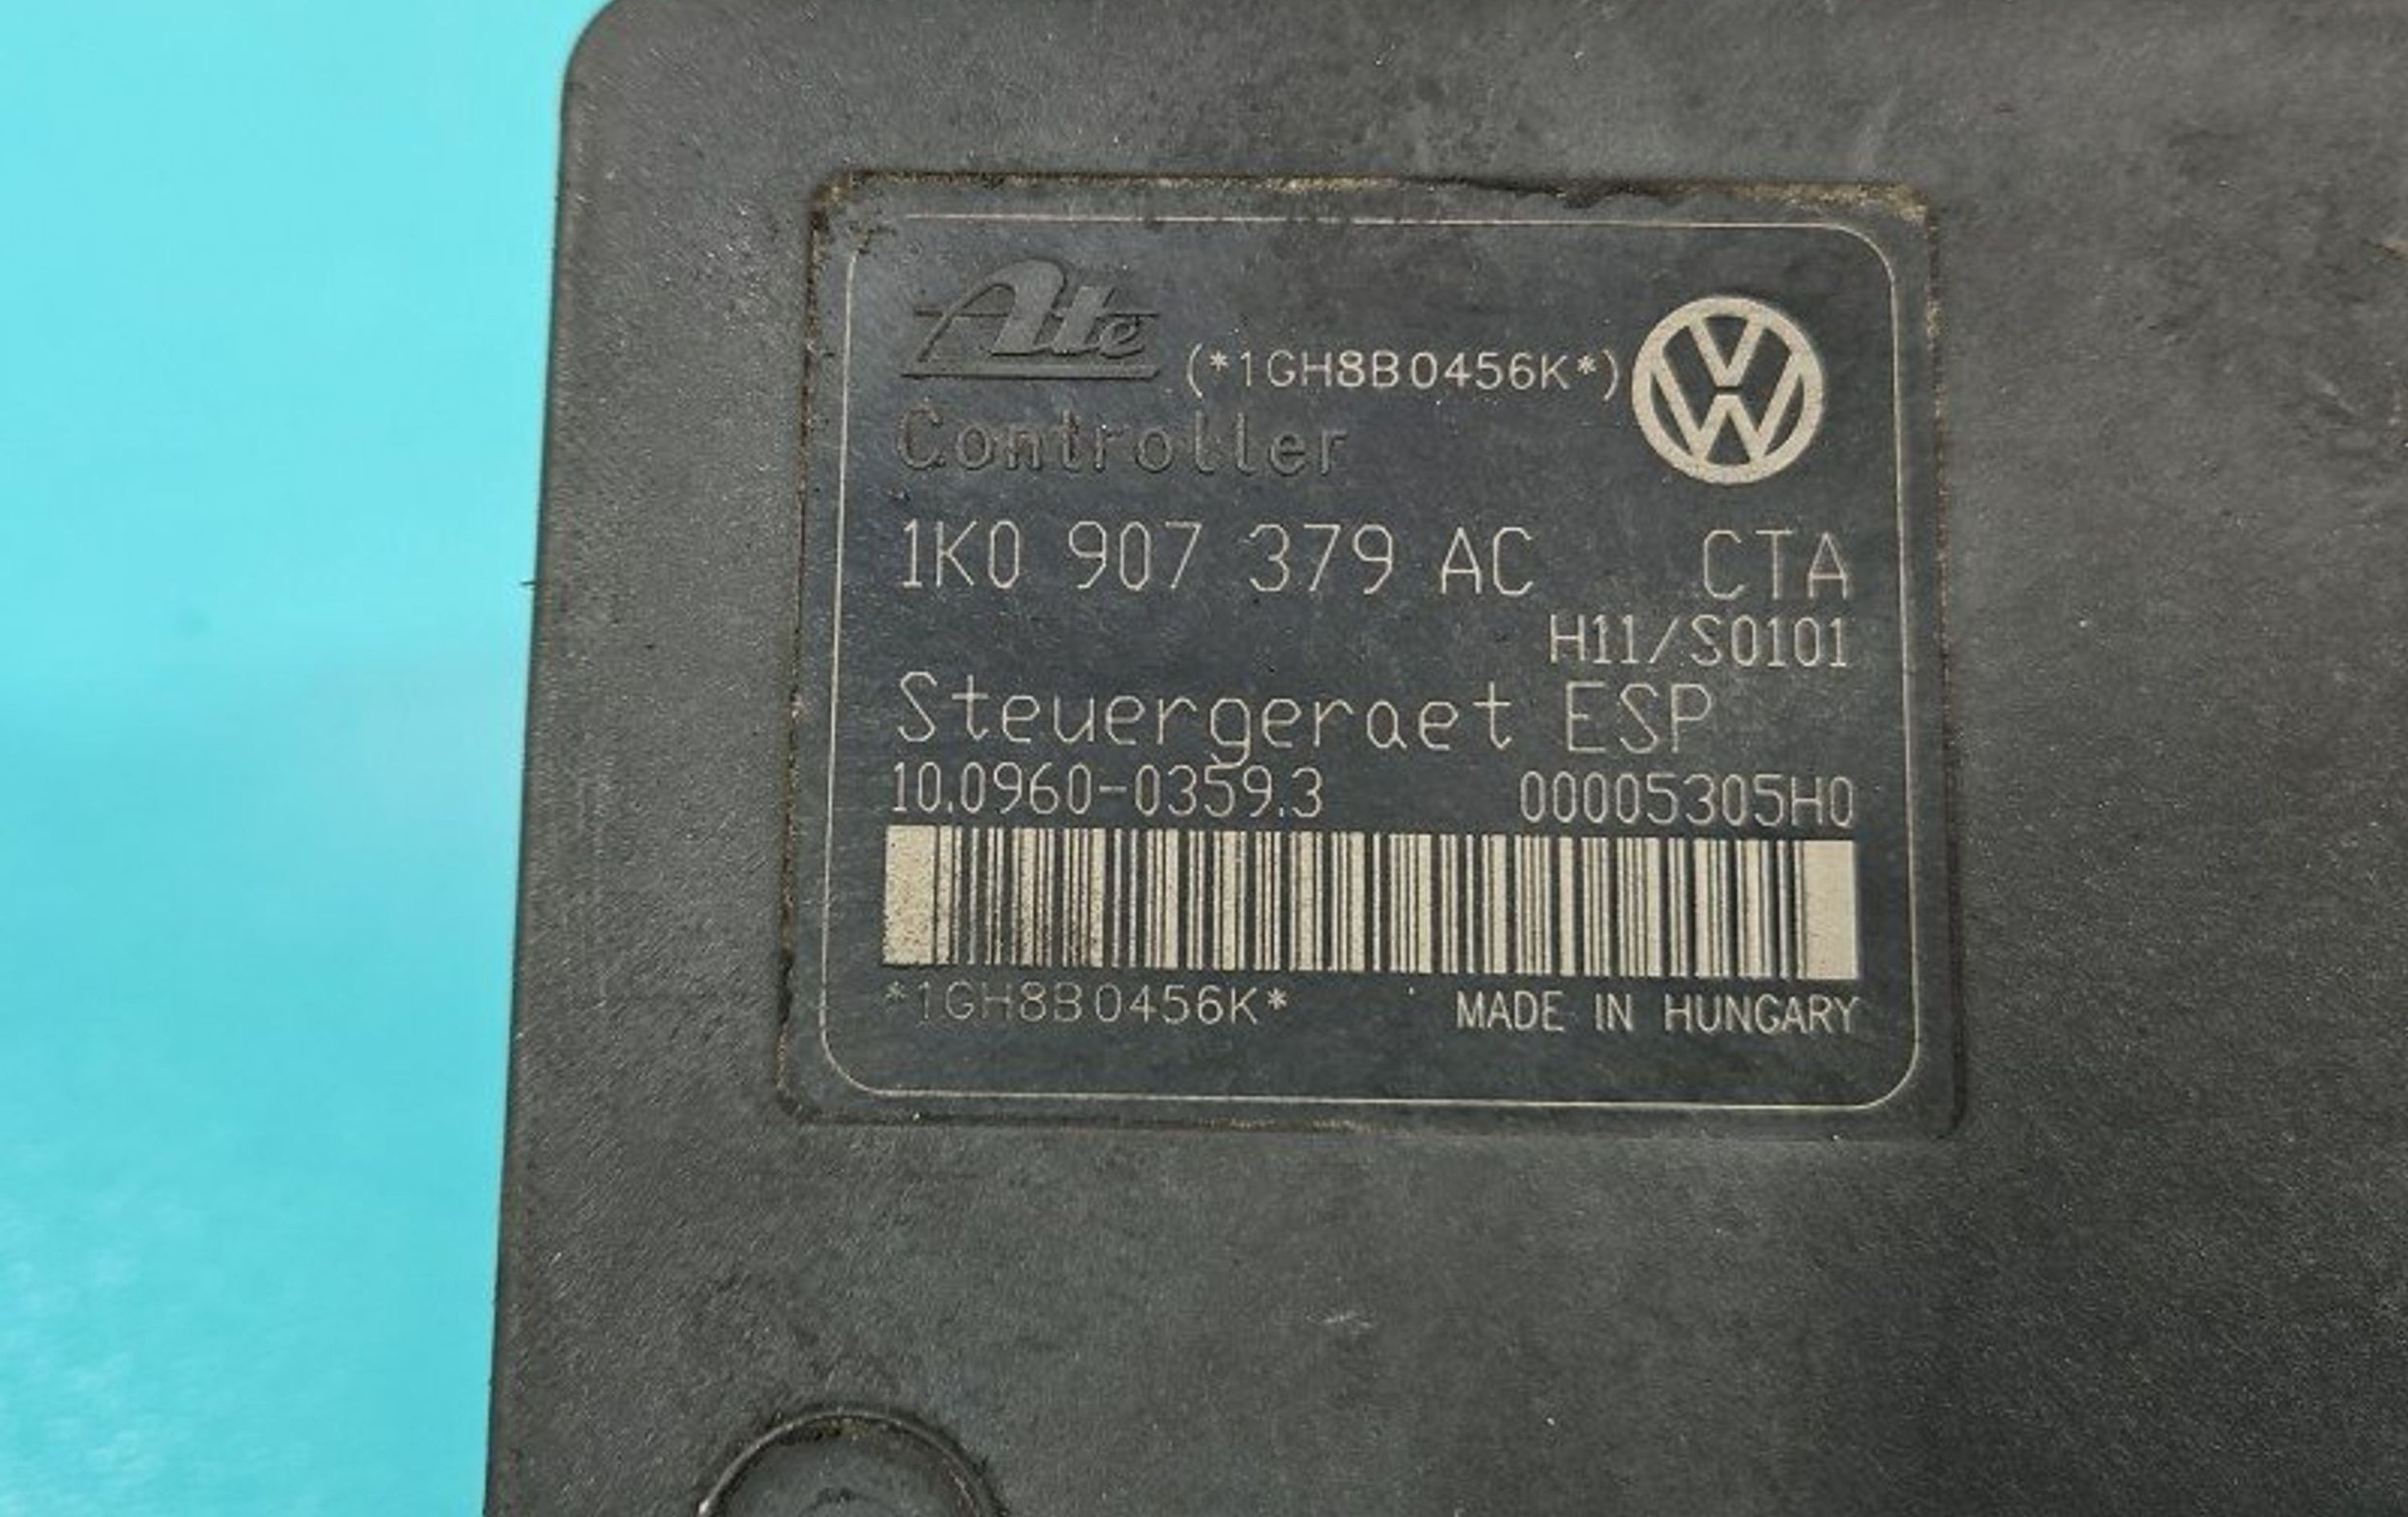 Ate (*1GH8B0456K*)
Controller
1K0 907 379 AC CTA
H11/S0101
Steuergeraet ESP
10.0960-0359.3 00005305H0
*1GH8B0456K* MADE IN HUNGARY